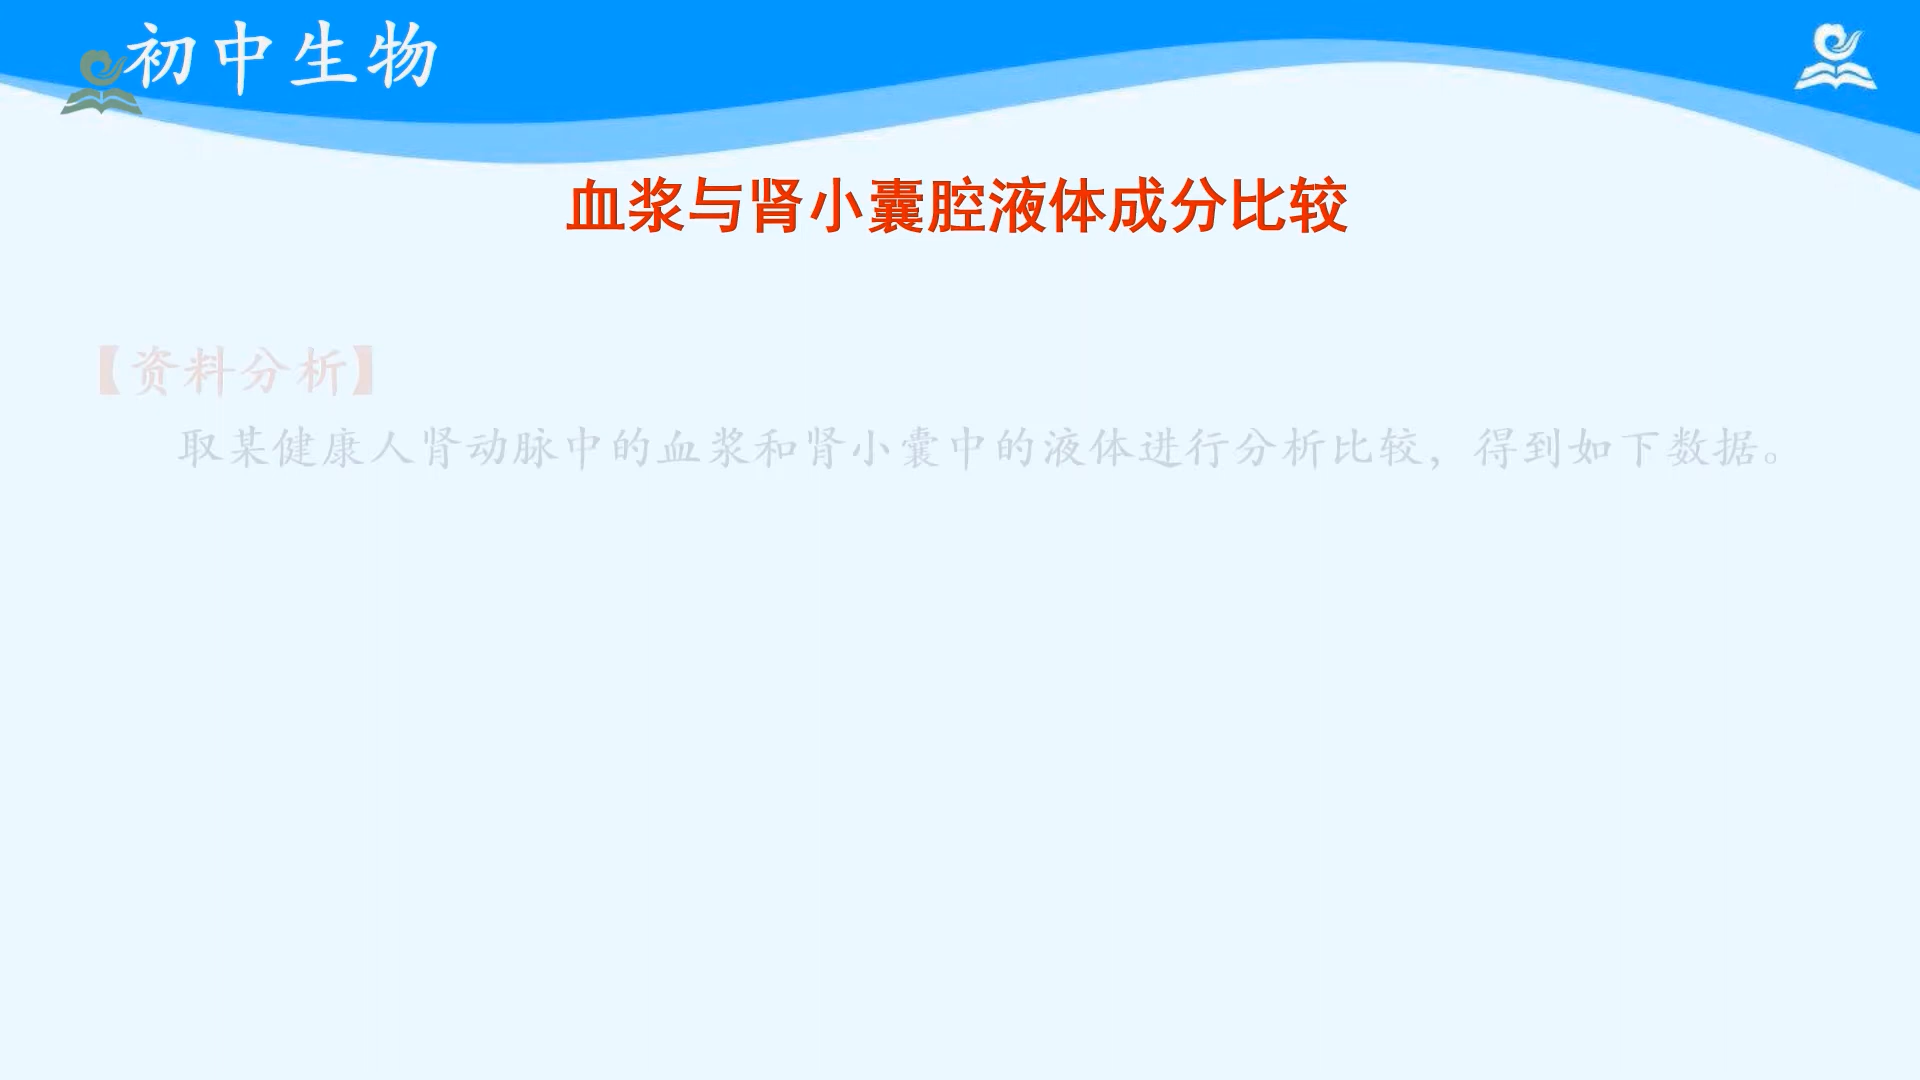 初中生物
血浆与肾小囊腔液体成分比较
【资料分析】
取某健康人肾动脉中的血浆和肾小囊中的液体进行分析比较，得到如下数据。